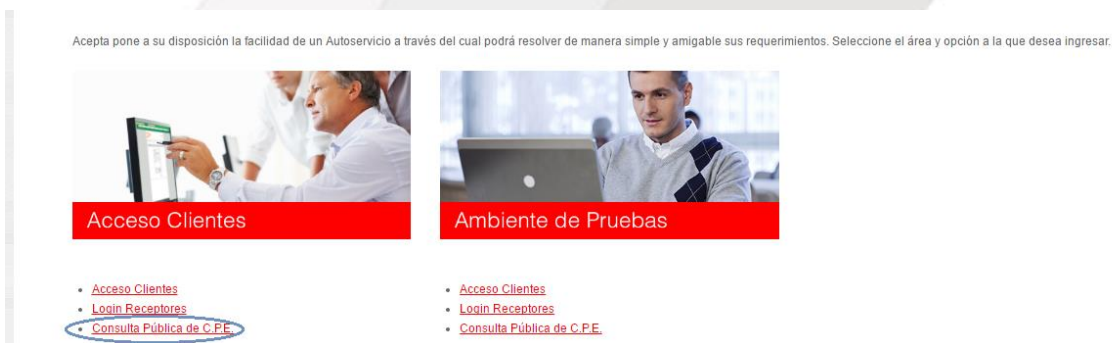 Acepta pone a su disposición la facilidad de un Autoservicio a través del cual podrá resolver de manera simple y amigable sus requerimientos. Seleccione el área y opción a la que desea ingresar.
Acceso Clientes
Ambiente de Pruebas
Acceso Clientes
Login Receptores
Consulta Pública de C.P.E.
Acceso Clientes
Login Receptores
Consulta Pública de C.P.E.